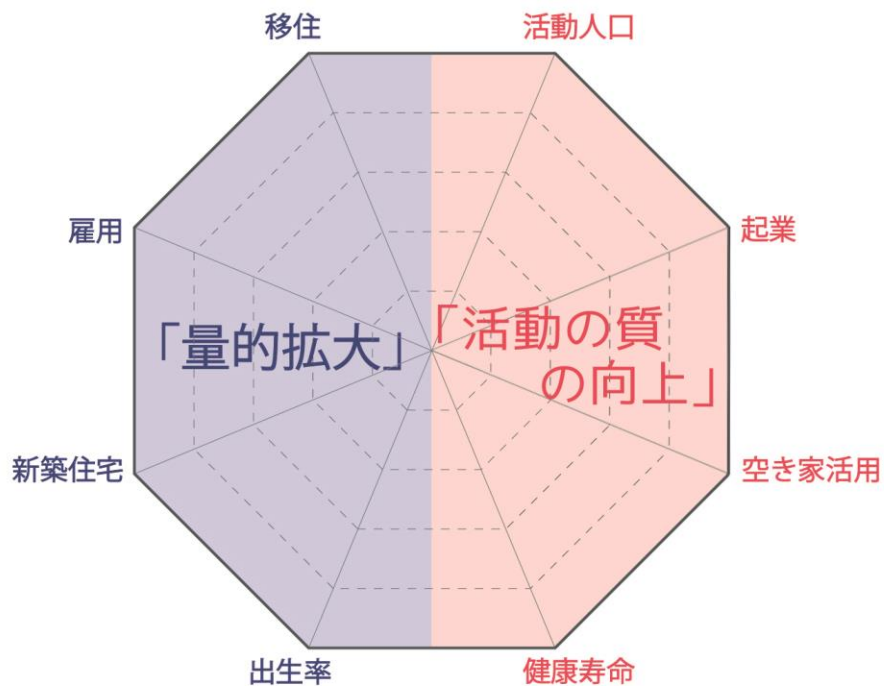 移住
活動人口
雇用
起業
「量的拡大」
「活動の質
の向上」
新築住宅
空き家活用
出生率
健康寿命